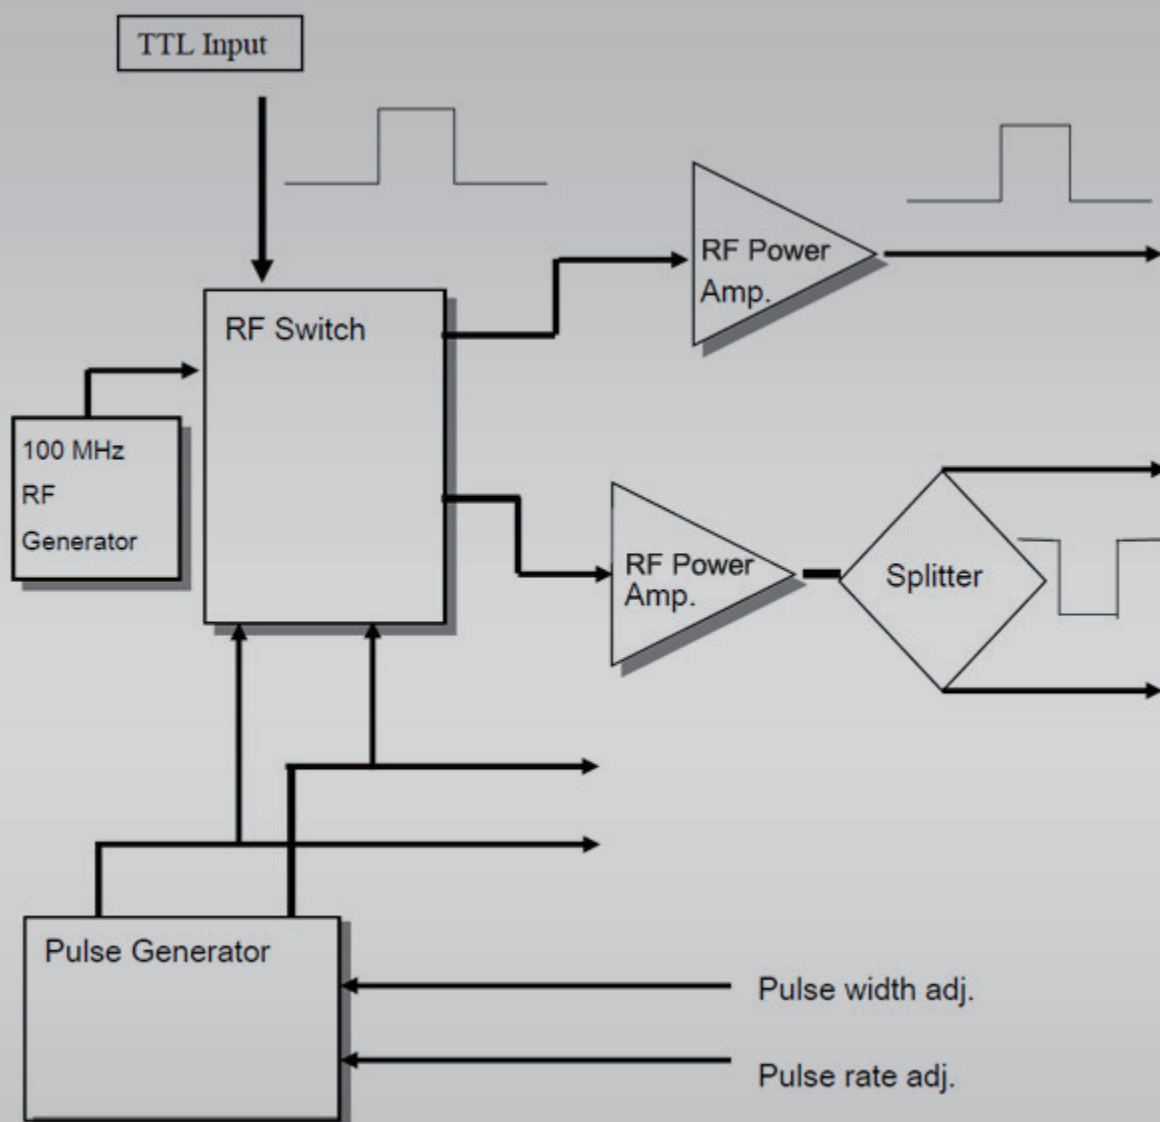 TTL Input
RF Switch
RF Power
Amp.
100 MHz
RF
Generator
RF Power
Amp.
Splitter
Pulse Generator
Pulse width adj.
Pulse rate adj.